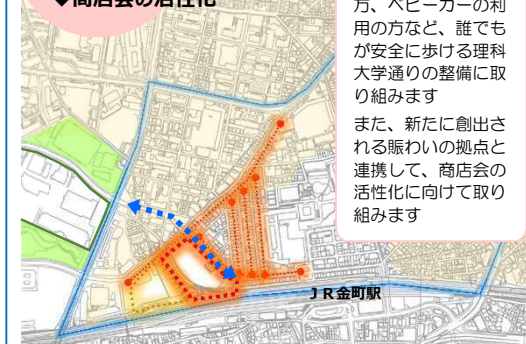 ◆商店会の活性化
方、ベビーカーの利
用の方など、誰でも
が安全に歩ける理科
大学通りの整備に取
り組みます
また、新たに創出さ
れる賑わいの拠点と
連携して、商店会の
活性化に向けて取り
組みます
JR金町駅